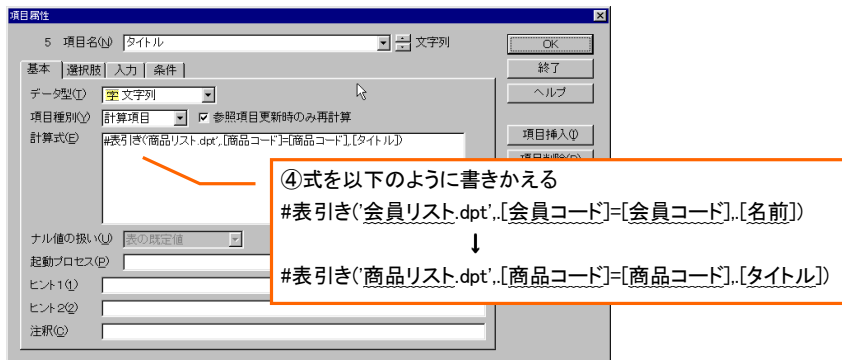 項目属性
5 項目名(N) タイトル 文字列
OK
基本 選択肢 入力 条件
終了
データ型(T) 字 文字列
ヘルプ
項目種別(Y) 計算項目 参照項目更新時のみ再計算
計算式(E) #表引き('商品リスト.dpt',.[商品コード]=[商品コード],.[タイトル])
項目挿入(I)
④式を以下のように書きかえる
#表引き('会員リスト.dpt',.[会員コード]=[会員コード],.[名前])
↓
#表引き('商品リスト.dpt',.[商品コード]=[商品コード],.[タイトル])
ナル値の扱い(U) 表の既定値
起動プロセス(P)
ヒント1(1)
ヒント2(2)
注釈(C)